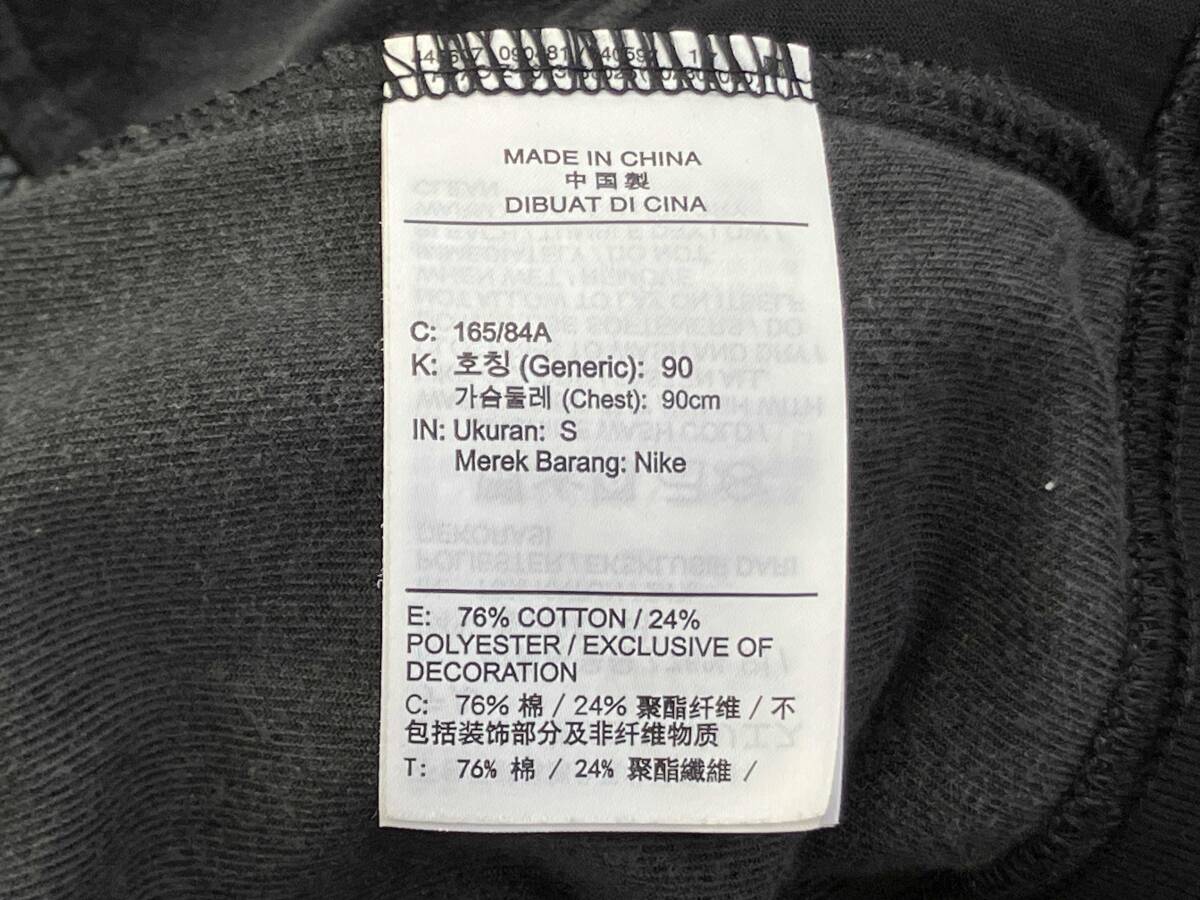 MADE IN CHINA
中国製
DIBUAT DI CINA
C: 165/84A
K: 호칭 (Generic): 90
가슴둘레 (Chest): 90cm
IN: Ukuran: S
Merek Barang: Nike
E: 76% COTTON / 24%
POLYESTER / EXCLUSIVE OF
DECORATION
C: 76% 棉 / 24% 聚酯纤维 / 不
包括装饰部分及非纤维物质
T: 76% 棉 / 24% 聚酯纖維 /